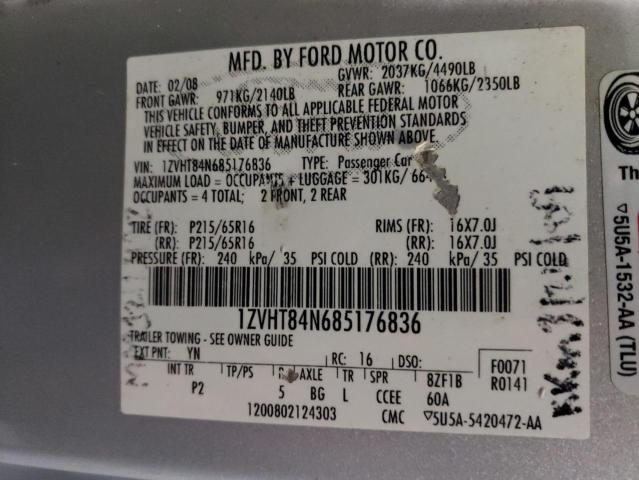 MFD. BY FORD MOTOR CO.
DATE: 02/08 GVWR: 2037KG/4490LB
FRONT GAWR: 971KG/2140LB REAR GAWR: 1066KG/2350LB
THIS VEHICLE CONFORMS TO ALL APPLICABLE FEDERAL MOTOR
VEHICLE SAFETY, BUMPER, AND THEFT PREVENTION STANDARDS
IN EFFECT ON THE DATE OF MANUFACTURE SHOWN ABOVE.
VIN: 1ZVHT84N685176836 TYPE: Passenger Car
MAXIMUM LOAD = OCCUPANTS + LUGGAGE = 301KG/
OCCUPANTS = 4 TOTAL; 2 FRONT, 2 REAR
TIRE (FR): P215/65R16 RIMS (FR): 16X7.0J
(RR): P215/65R16 (RR): 16X7.0J
PRESSURE (FR): 240 kPa/ 35 PSI COLD (RR): 240 kPa/ 35 PSI COLD
1ZVHT84N685176836
TRAILER TOWING - SEE OWNER GUIDE
EXT PNT: YN RC: 16 DSO: F0071
INT TR TP/PS AXLE TR SPR 8ZF1B R0141
P2 5 BG L CCEE 60A
1200802124303 CMC ▽5U5A-5420472-AA
Th
▽5U5A-1532-AA (TLU)